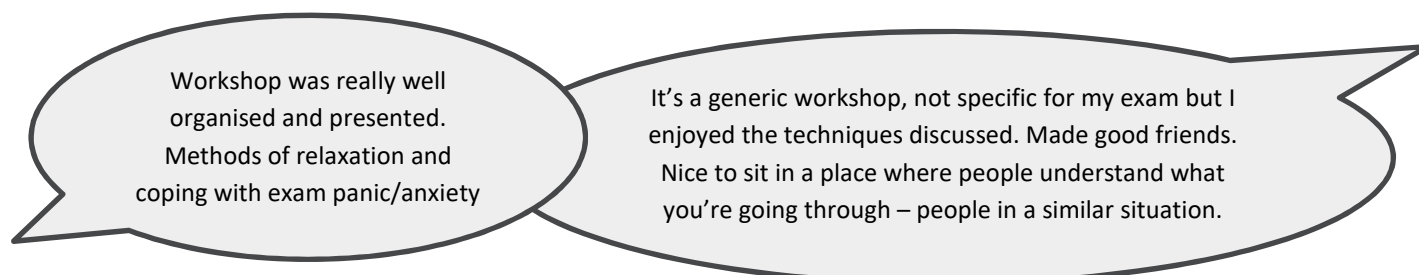 Workshop was really well
organised and presented.
Methods of relaxation and
coping with exam panic/anxiety
It’s a generic workshop, not specific for my exam but I
enjoyed the techniques discussed. Made good friends.
Nice to sit in a place where people understand what
you’re going through – people in a similar situation.